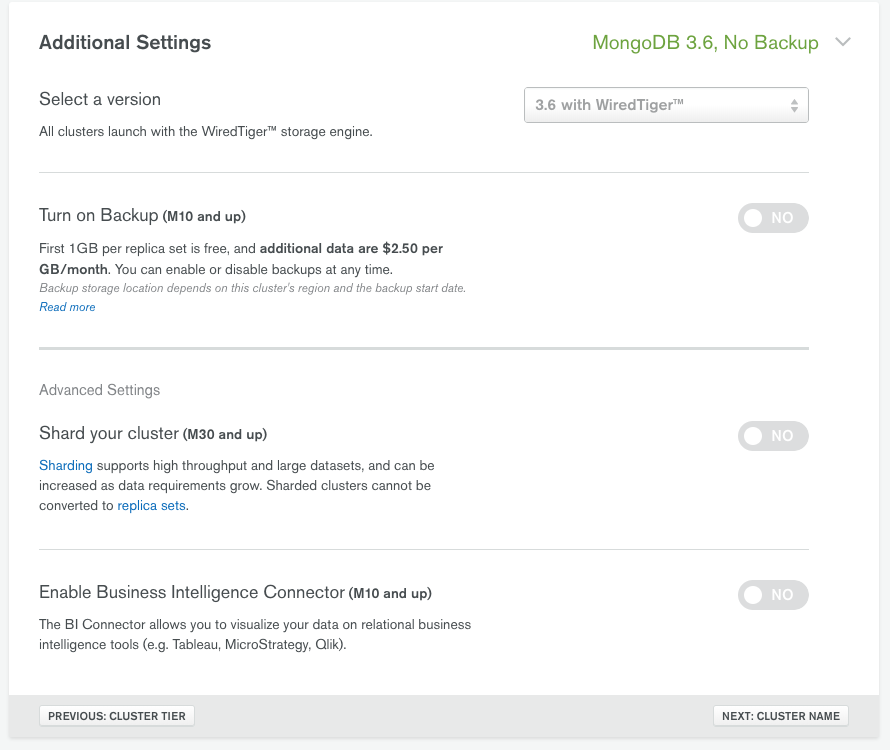 Additional Settings
MongoDB 3.6, No Backup
Select a version
3.6 with WiredTiger™
All clusters launch with the WiredTiger™ storage engine.
Turn on Backup (M10 and up)
NO
First 1GB per replica set is free, and additional data are $2.50 per
GB/month. You can enable or disable backups at any time.
Backup storage location depends on this cluster's region and the backup start date.
Read more
Advanced Settings
Shard your cluster (M30 and up)
NO
Sharding supports high throughput and large datasets, and can be
increased as data requirements grow. Sharded clusters cannot be
converted to replica sets.
Enable Business Intelligence Connector (M10 and up)
NO
The BI Connector allows you to visualize your data on relational business
intelligence tools (e.g. Tableau, MicroStrategy, Qlik).
PREVIOUS: CLUSTER TIER
NEXT: CLUSTER NAME